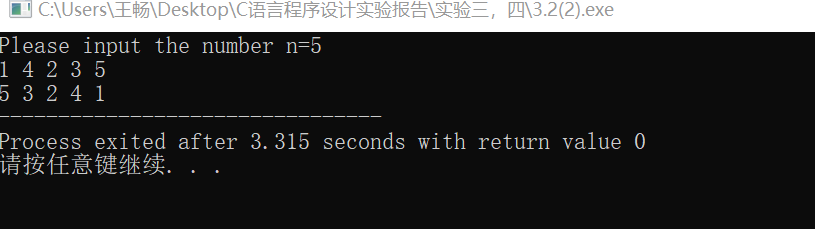 C:\Users\王畅\Desktop\C语言程序设计实验报告\实验三，四\3.2(2).exe
Please input the number n=5
1 4 2 3 5
5 3 2 4 1
--------------------------------
Process exited after 3.315 seconds with return value 0
请按任意键继续. . .